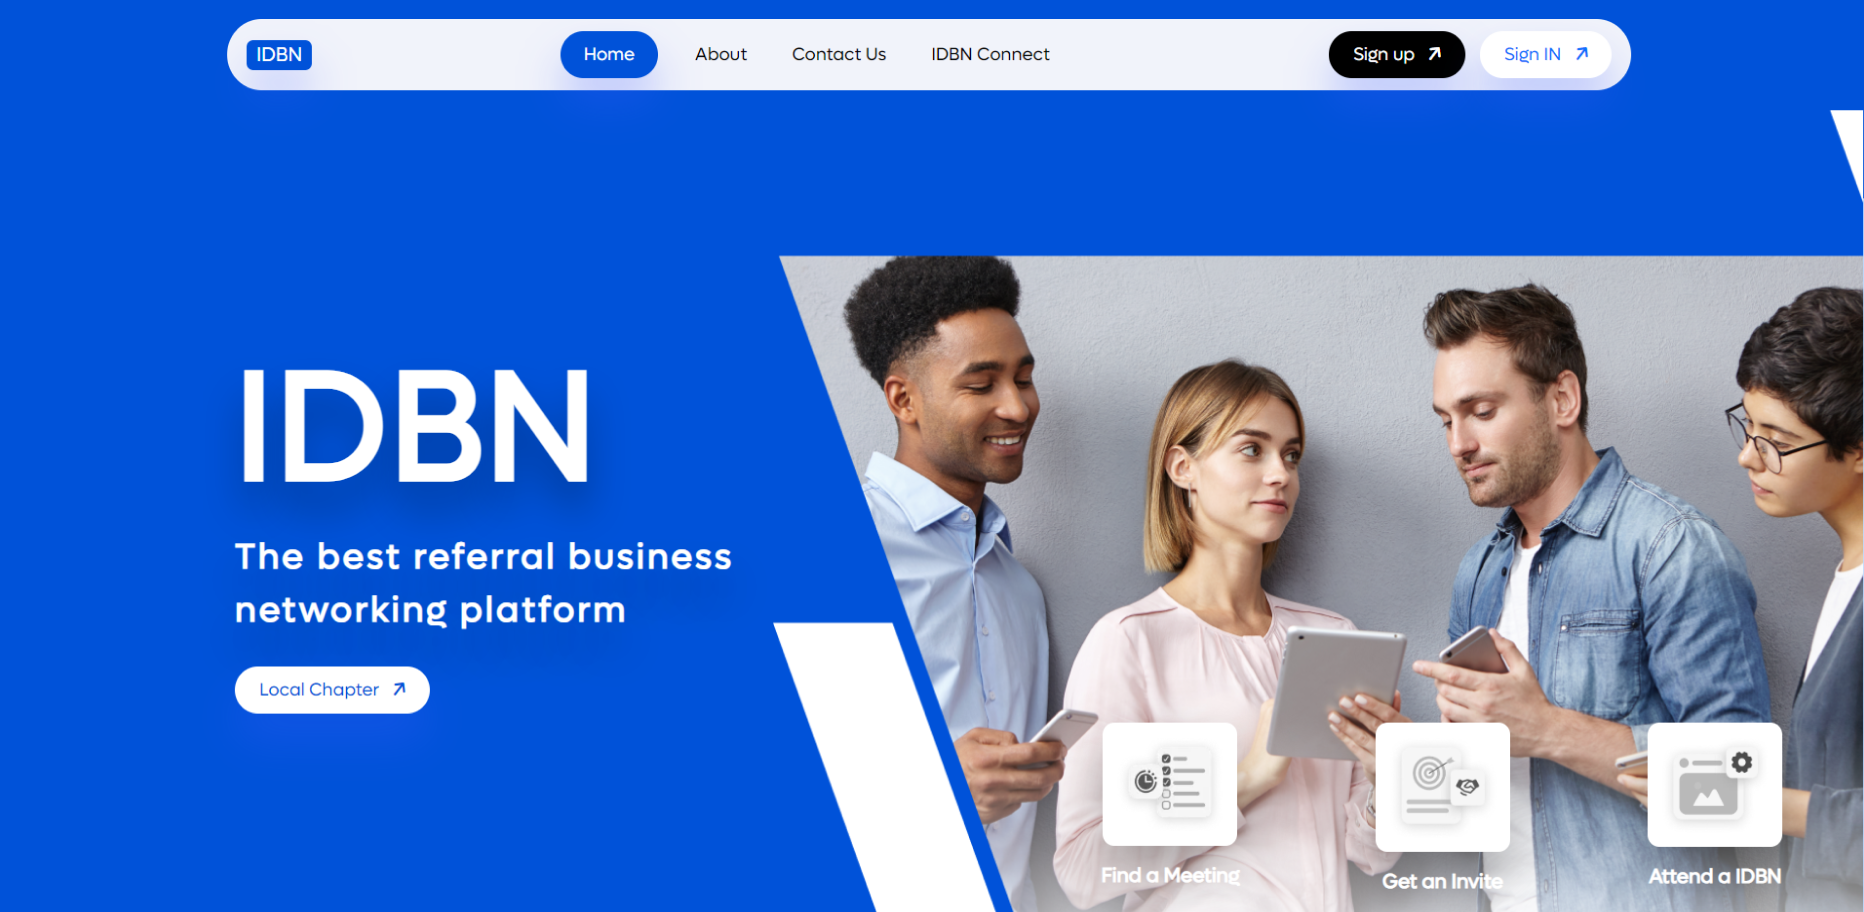 IDBN
Home
About
Contact Us
IDBN Connect
Sign up
Sign IN
IDBN
The best referral business
networking platform
Local Chapter
Find a Meeting
Get an Invite
Attend a IDBN